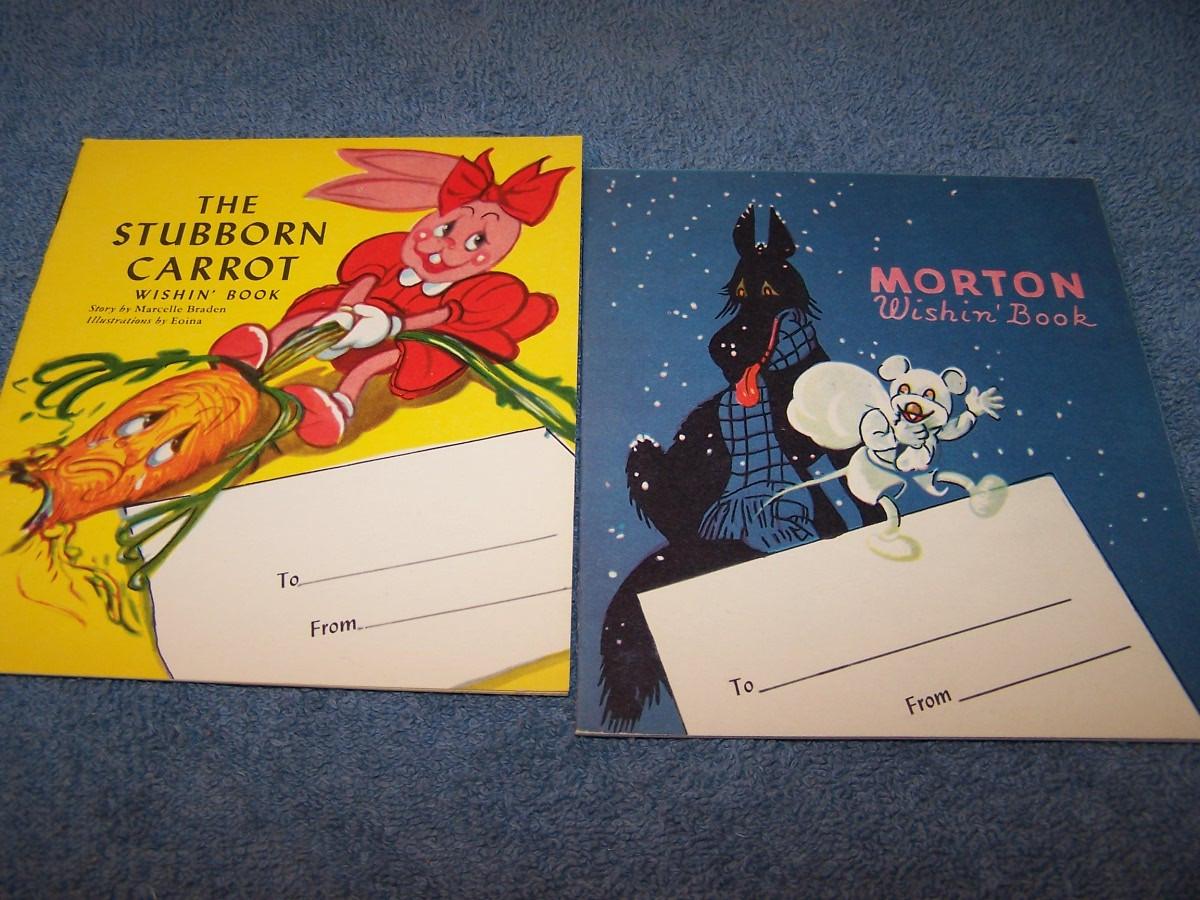 THE
STUBBORN
CARROT
WISHIN' BOOK
Story by Marcelle Braden
Illustrations by Eoina
To
From
MORTON
Wishin' Book
To
From